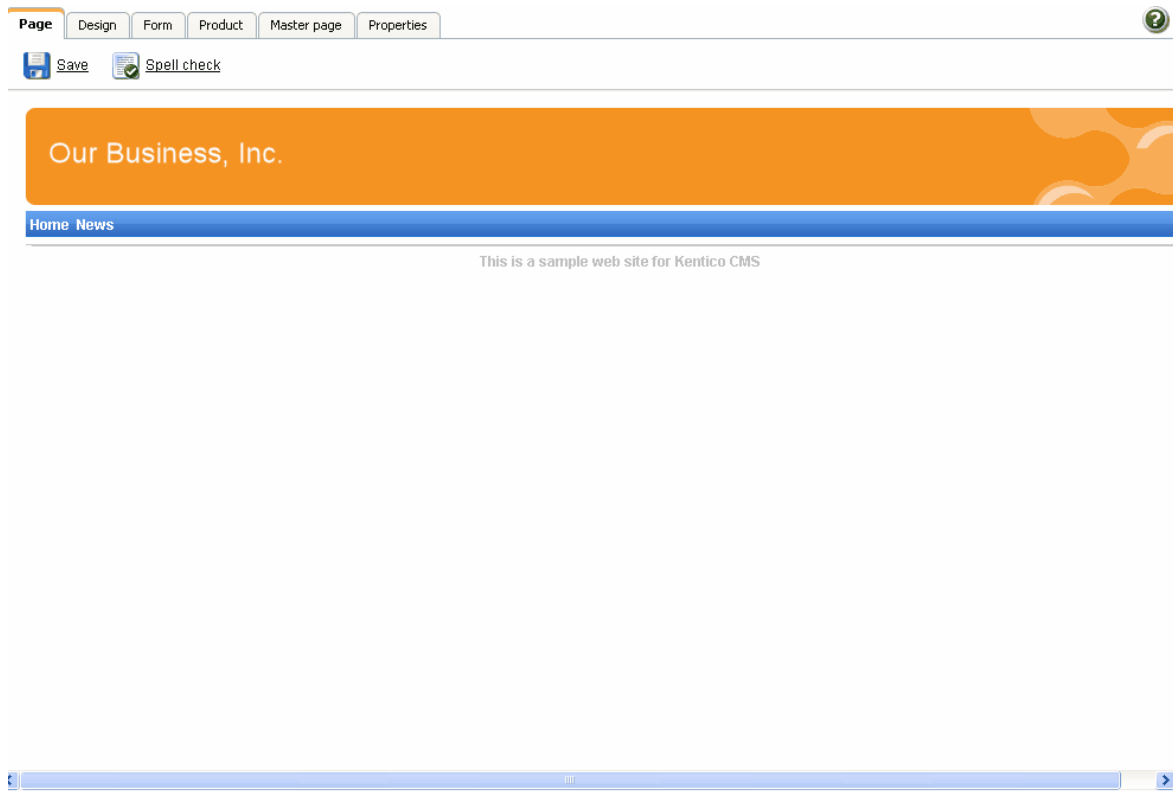 Page Design Form Product Master page Properties
Save Spell check
Our Business, Inc.
Home News
This is a sample web site for Kentico CMS